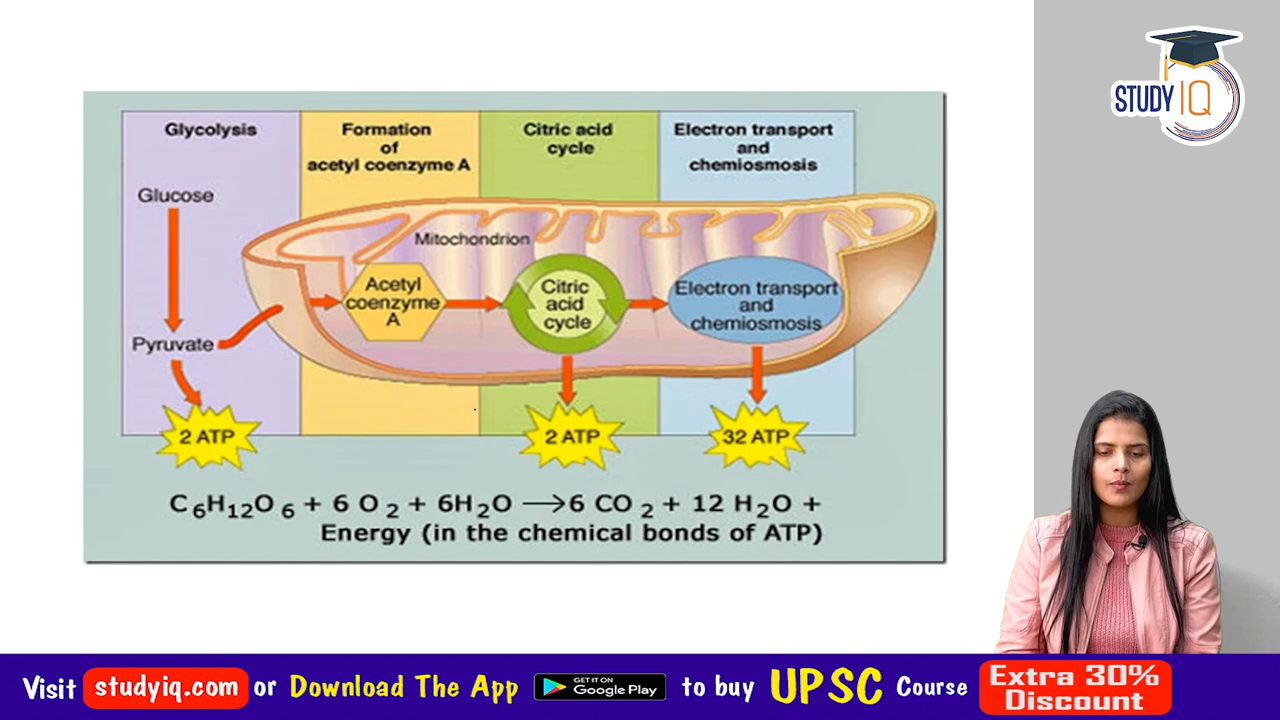 STUDY IQ
Glycolysis
Formation
of
acetyl coenzyme A
Citric acid
cycle
Electron transport
and
chemiosmosis
Glucose
Mitochondrion
Acetyl
coenzyme
A
Citric
acid
cycle
Electron transport
and
chemiosmosis
Pyruvate
2 ATP
2 ATP
32 ATP
C6H12O6 + 6 O2 + 6H2O → 6 CO2 + 12 H2O +
Energy (in the chemical bonds of ATP)
Visit studyiq.com or Download The App GET IT ON Google Play to buy UPSC Course Extra 30% Discount